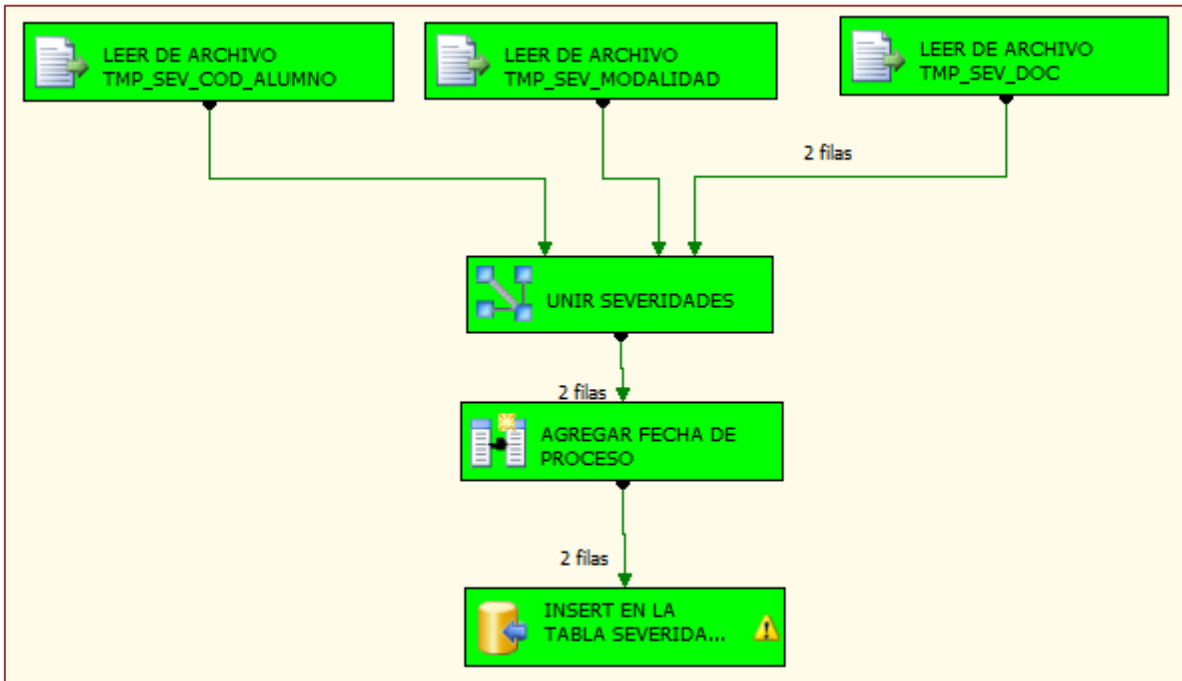 LEER DE ARCHIVO
TMP_SEV_COD_ALUMNO
LEER DE ARCHIVO
TMP_SEV_MODALIDAD
LEER DE ARCHIVO
TMP_SEV_DOC
2 filas
UNIR SEVERIDADES
2 filas
AGREGAR FECHA DE
PROCESO
2 filas
INSERT EN LA
TABLA SEVERIDA...